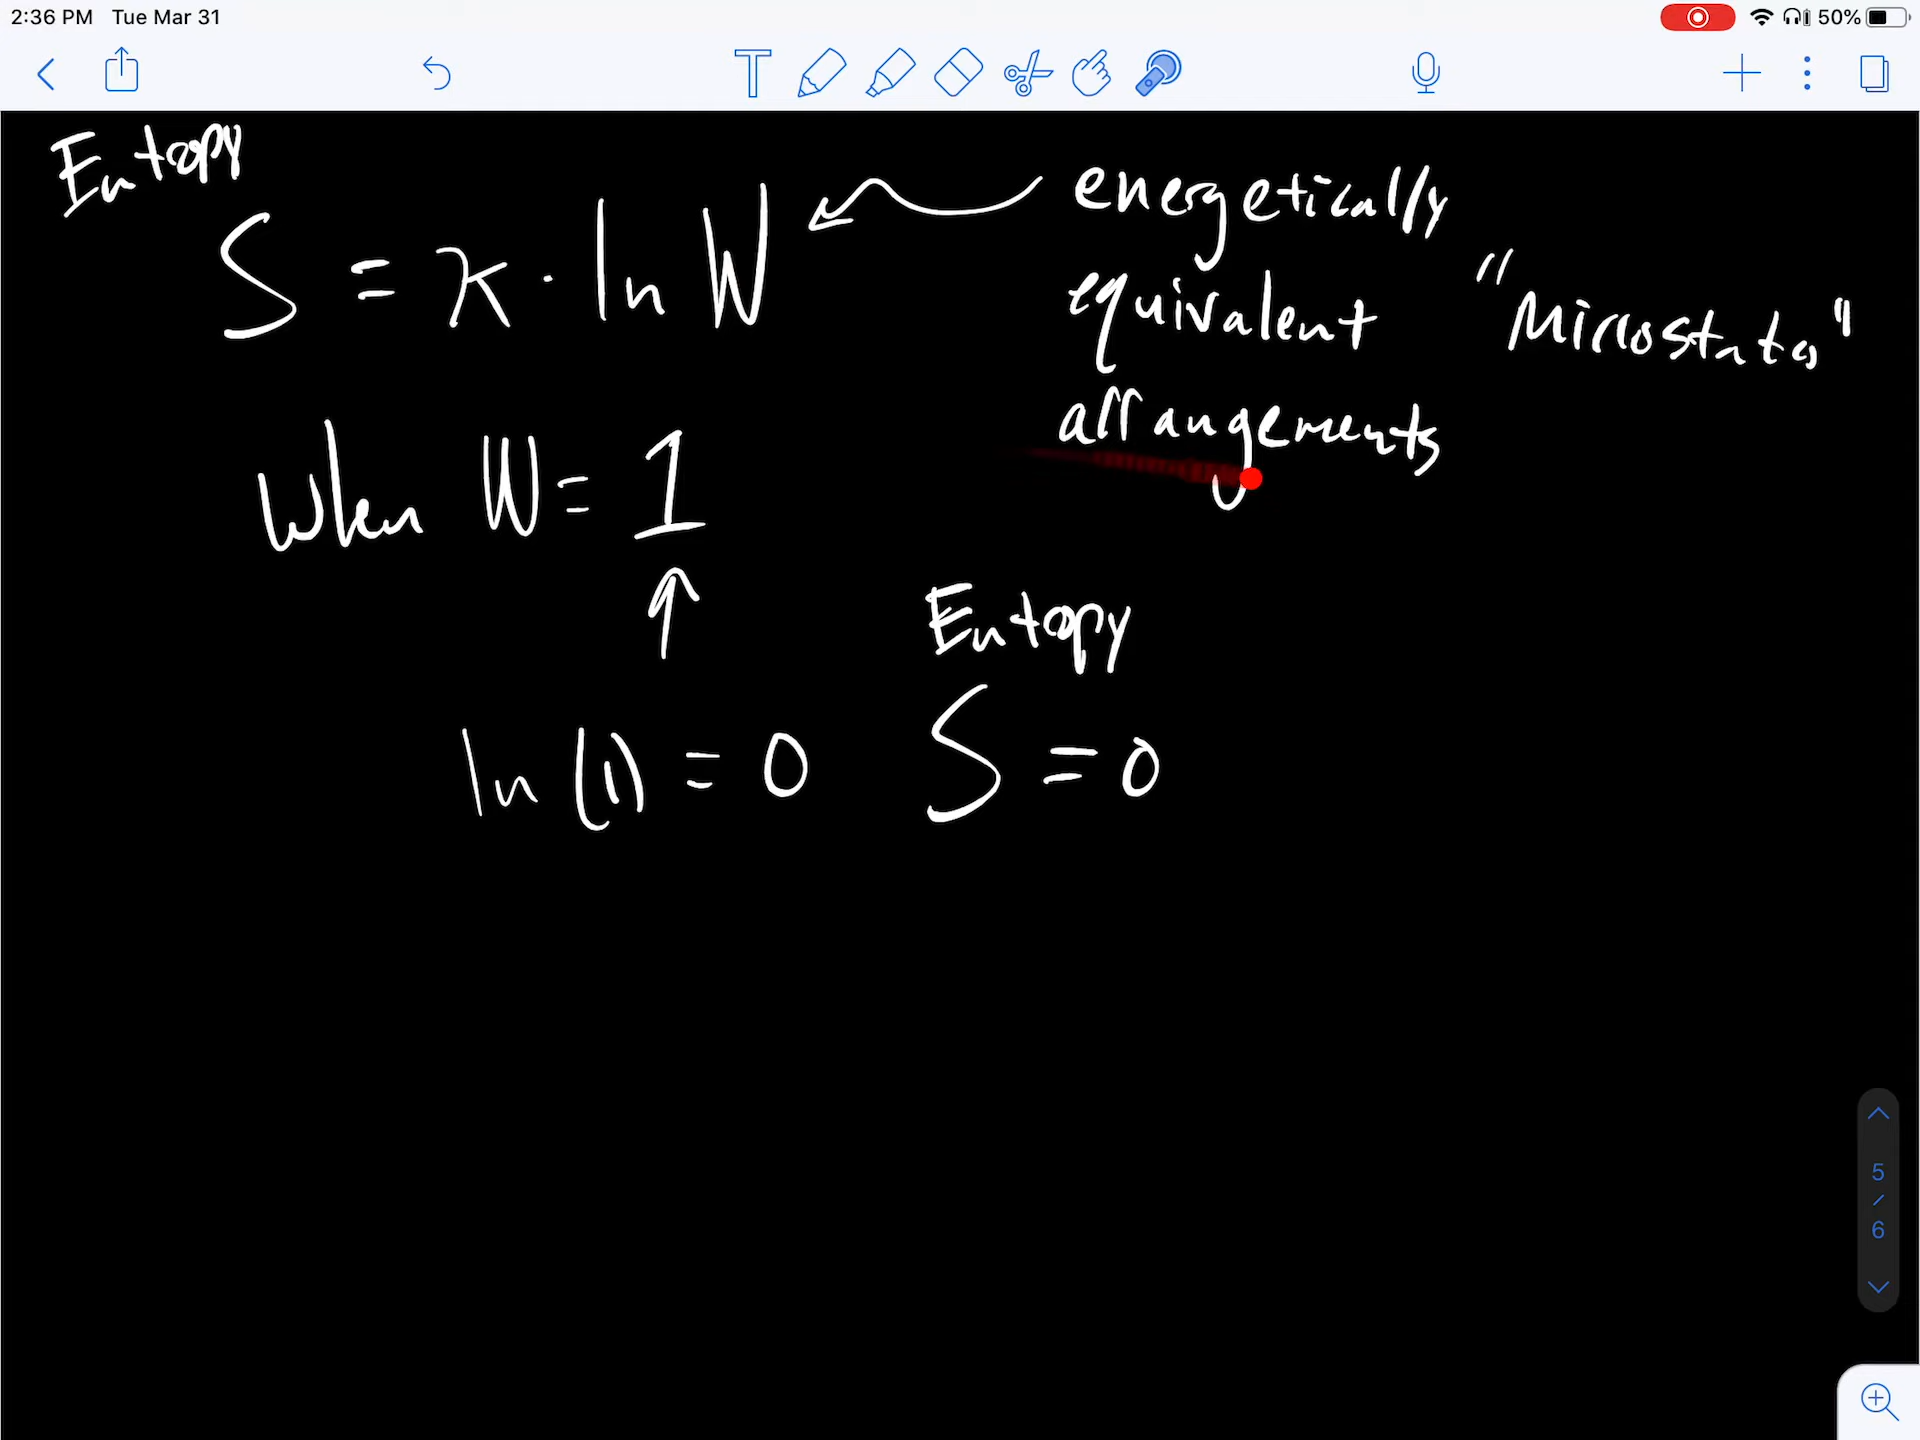 2:36 PM Tue Mar 31
50%
Entropy
S = k · ln W
energetically
equivalent
arrangements
"Microstates"
When W = 1
Entropy
ln (1) = 0
S = 0
5
/
6